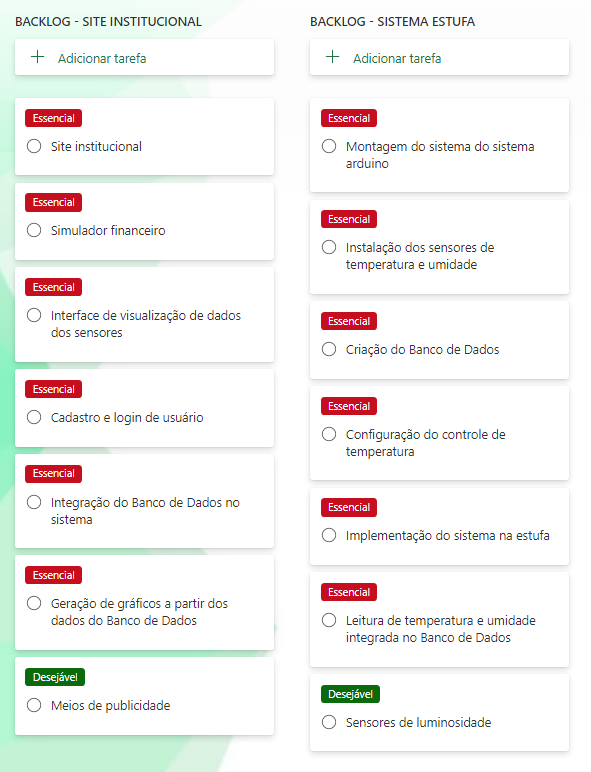 BACKLOG - SITE INSTITUCIONAL
Adicionar tarefa
Essencial
Site institucional
Essencial
Simulador financeiro
Essencial
Interface de visualização de dados
dos sensores
Essencial
Cadastro e login de usuário
Essencial
Integração do Banco de Dados no
sistema
Essencial
Geração de gráficos a partir dos
dados do Banco de Dados
Desejável
Meios de publicidade
BACKLOG - SISTEMA ESTUFA
Adicionar tarefa
Essencial
Montagem do sistema do sistema
arduino
Essencial
Instalação dos sensores de
temperatura e umidade
Essencial
Criação do Banco de Dados
Essencial
Configuração do controle de
temperatura
Essencial
Implementação do sistema na estufa
Essencial
Leitura de temperatura e umidade
integrada no Banco de Dados
Desejável
Sensores de luminosidade